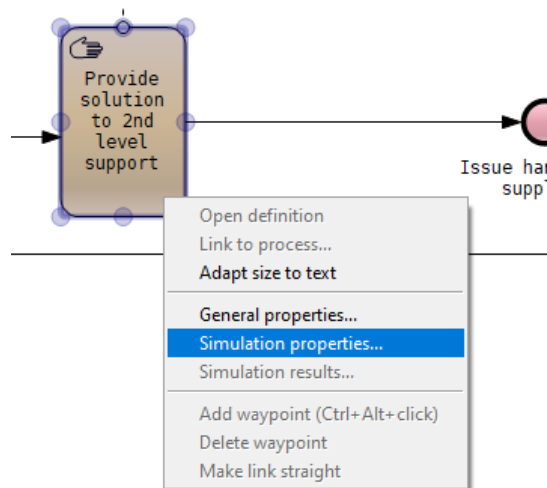 Provide
solution
to 2nd
level
support
Issue
Open definition
Link to process...
Adapt size to text
General properties...
Simulation properties...
Simulation results...
Add waypoint (Ctrl+Alt+click)
Delete waypoint
Make link straight